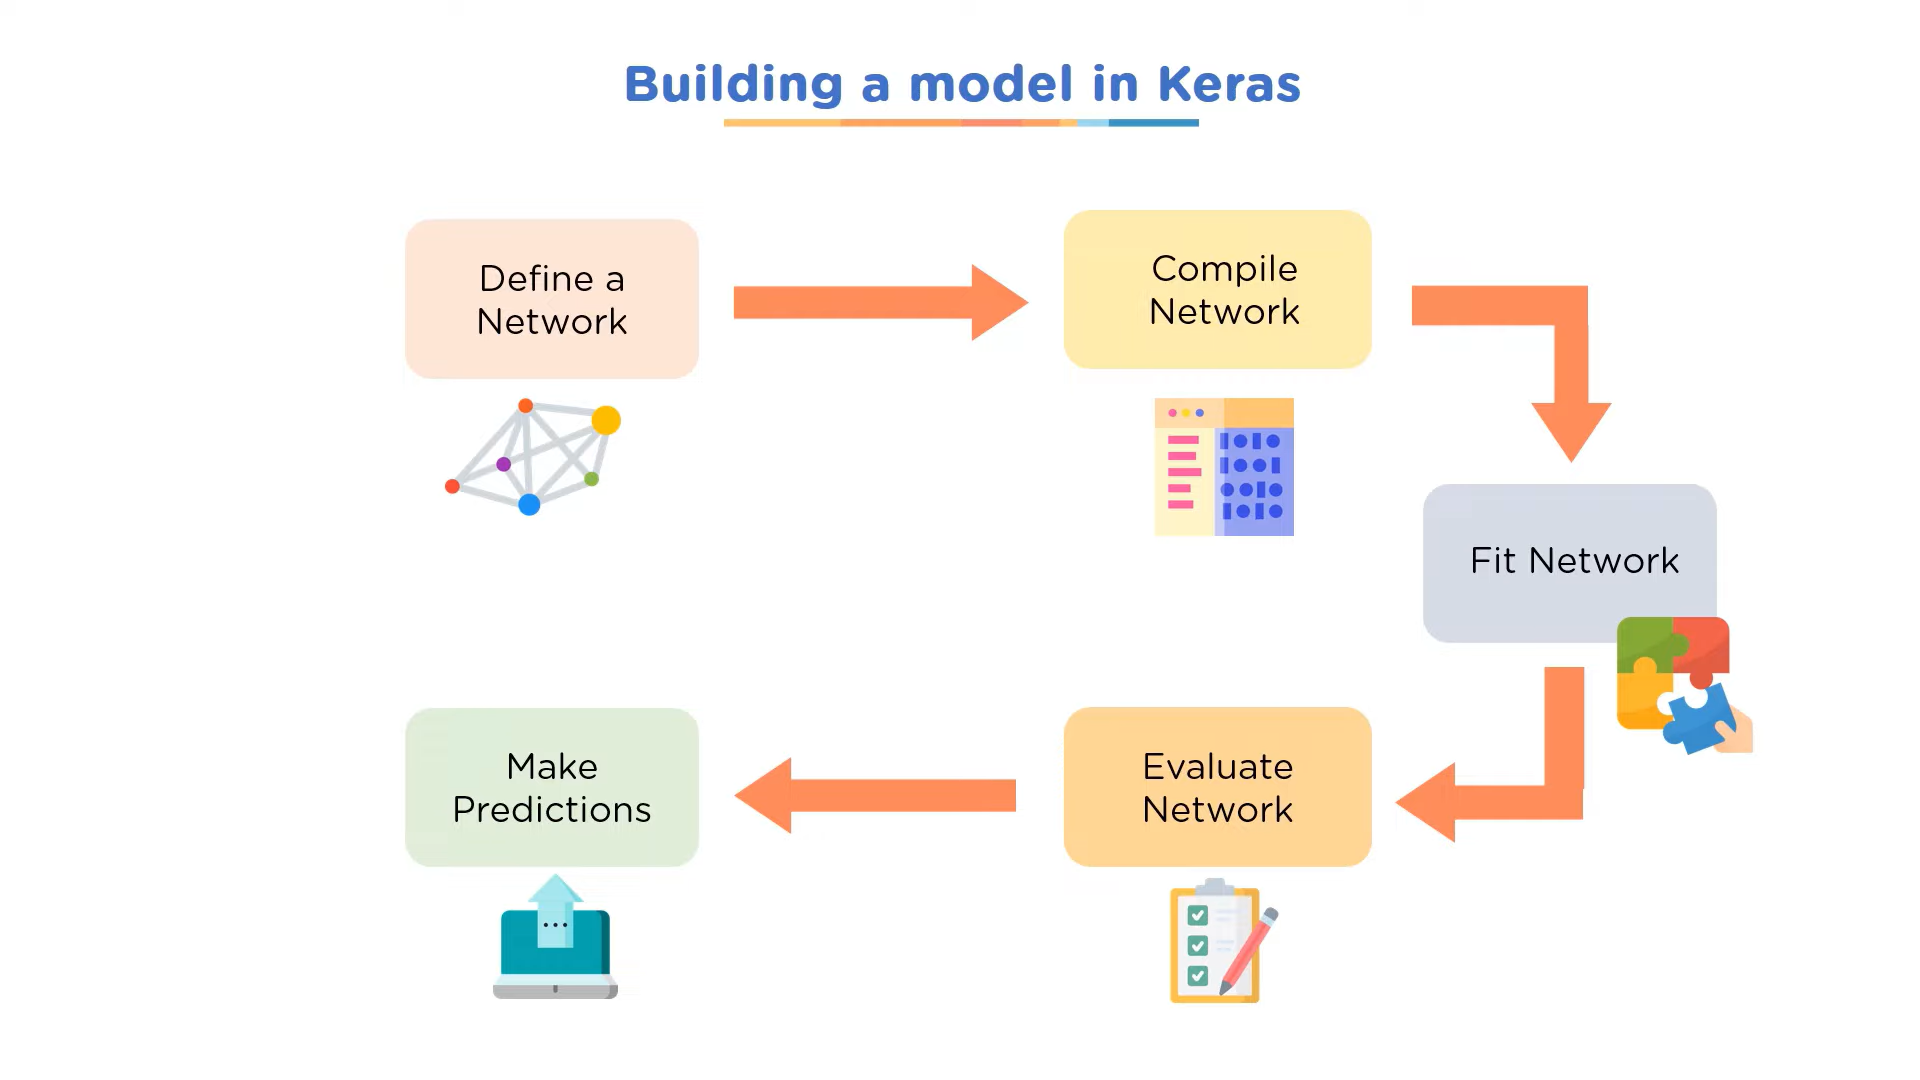 Building a model in Keras
Define a
Network
Compile
Network
Fit Network
Evaluate
Network
Make
Predictions